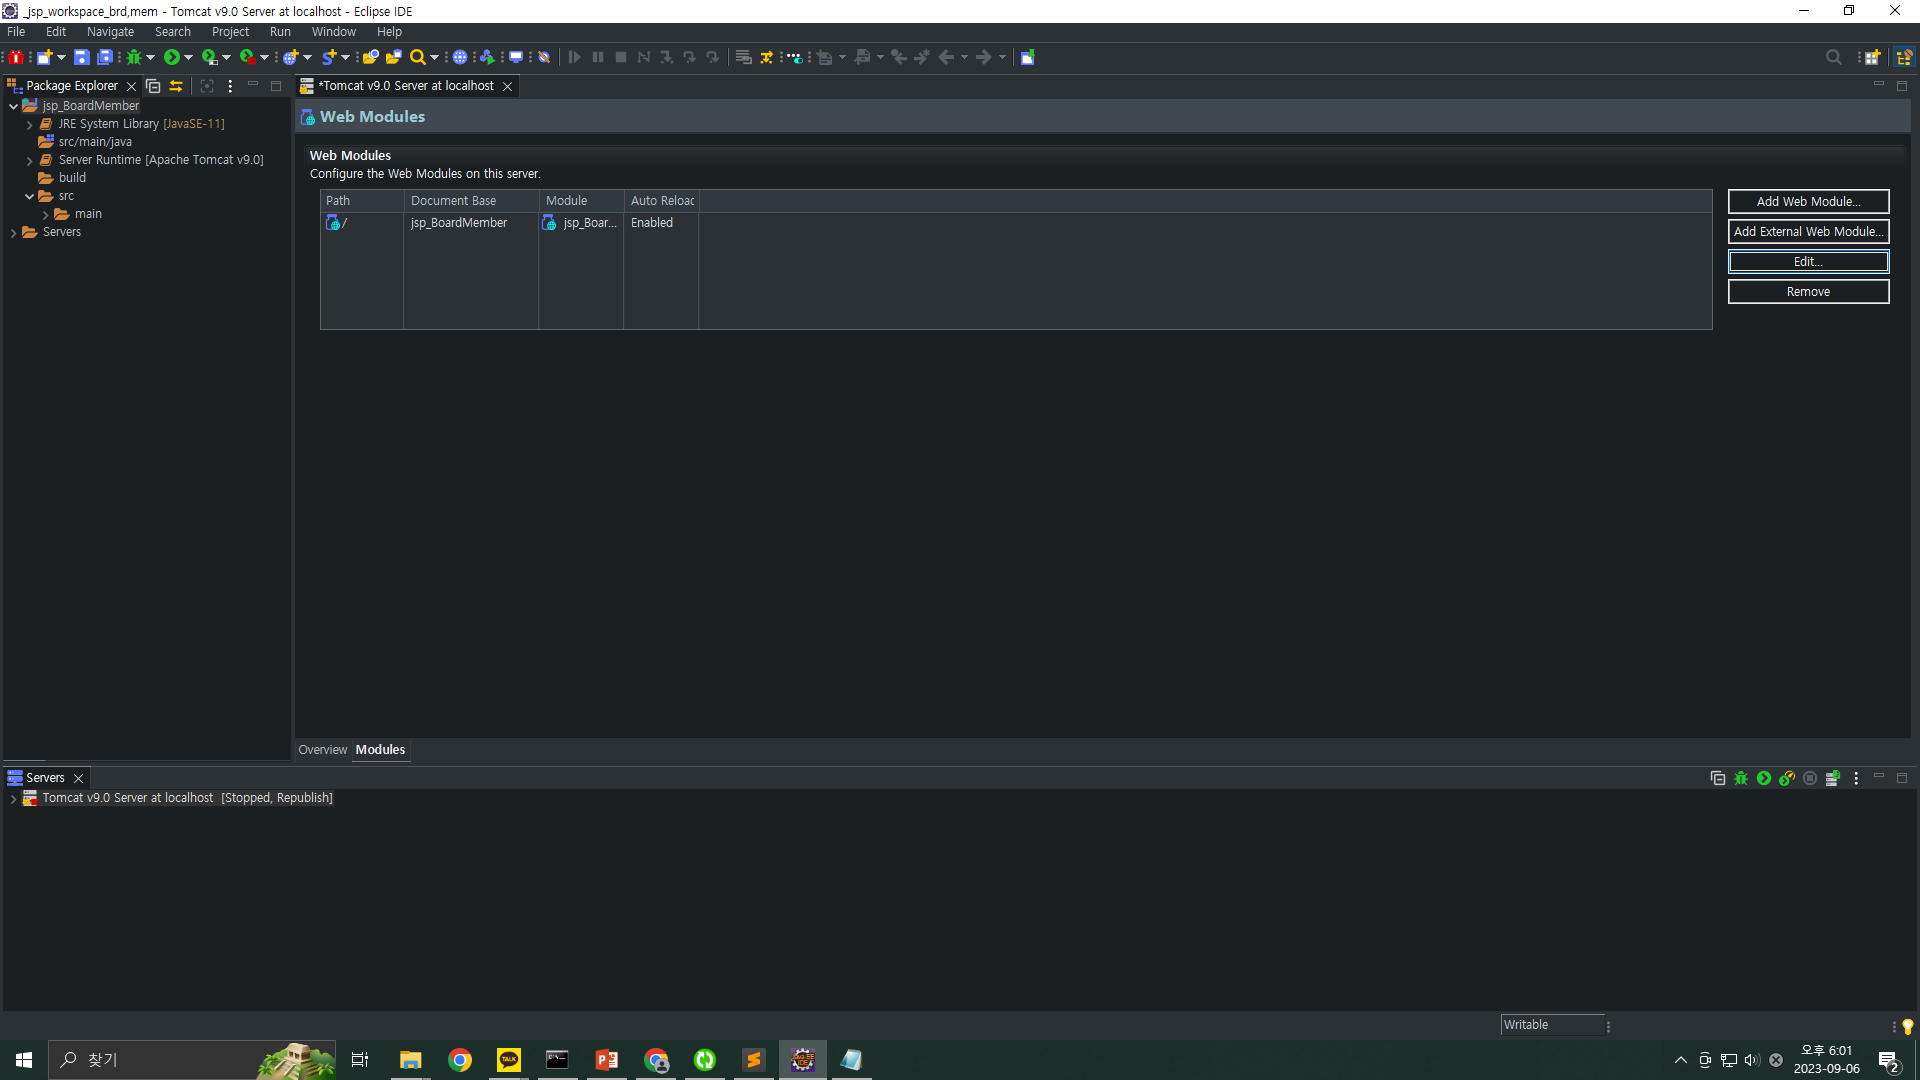 _jsp_workspace_brd,mem - Tomcat v9.0 Server at localhost - Eclipse IDE
File Edit Navigate Search Project Run Window Help
Package Explorer
*Tomcat v9.0 Server at localhost
jsp_BoardMember
JRE System Library [JavaSE-11]
src/main/java
Server Runtime [Apache Tomcat v9.0]
build
src
main
Servers
Web Modules
Web Modules
Configure the Web Modules on this server.
Path Document Base Module Auto Reloac
/ jsp_BoardMember jsp_Boar... Enabled
Add Web Module...
Add External Web Module...
Edit...
Remove
Overview Modules
Servers
Tomcat v9.0 Server at localhost [Stopped, Republish]
Writable
찾기
TALK
오후 6:01
2023-09-06
2